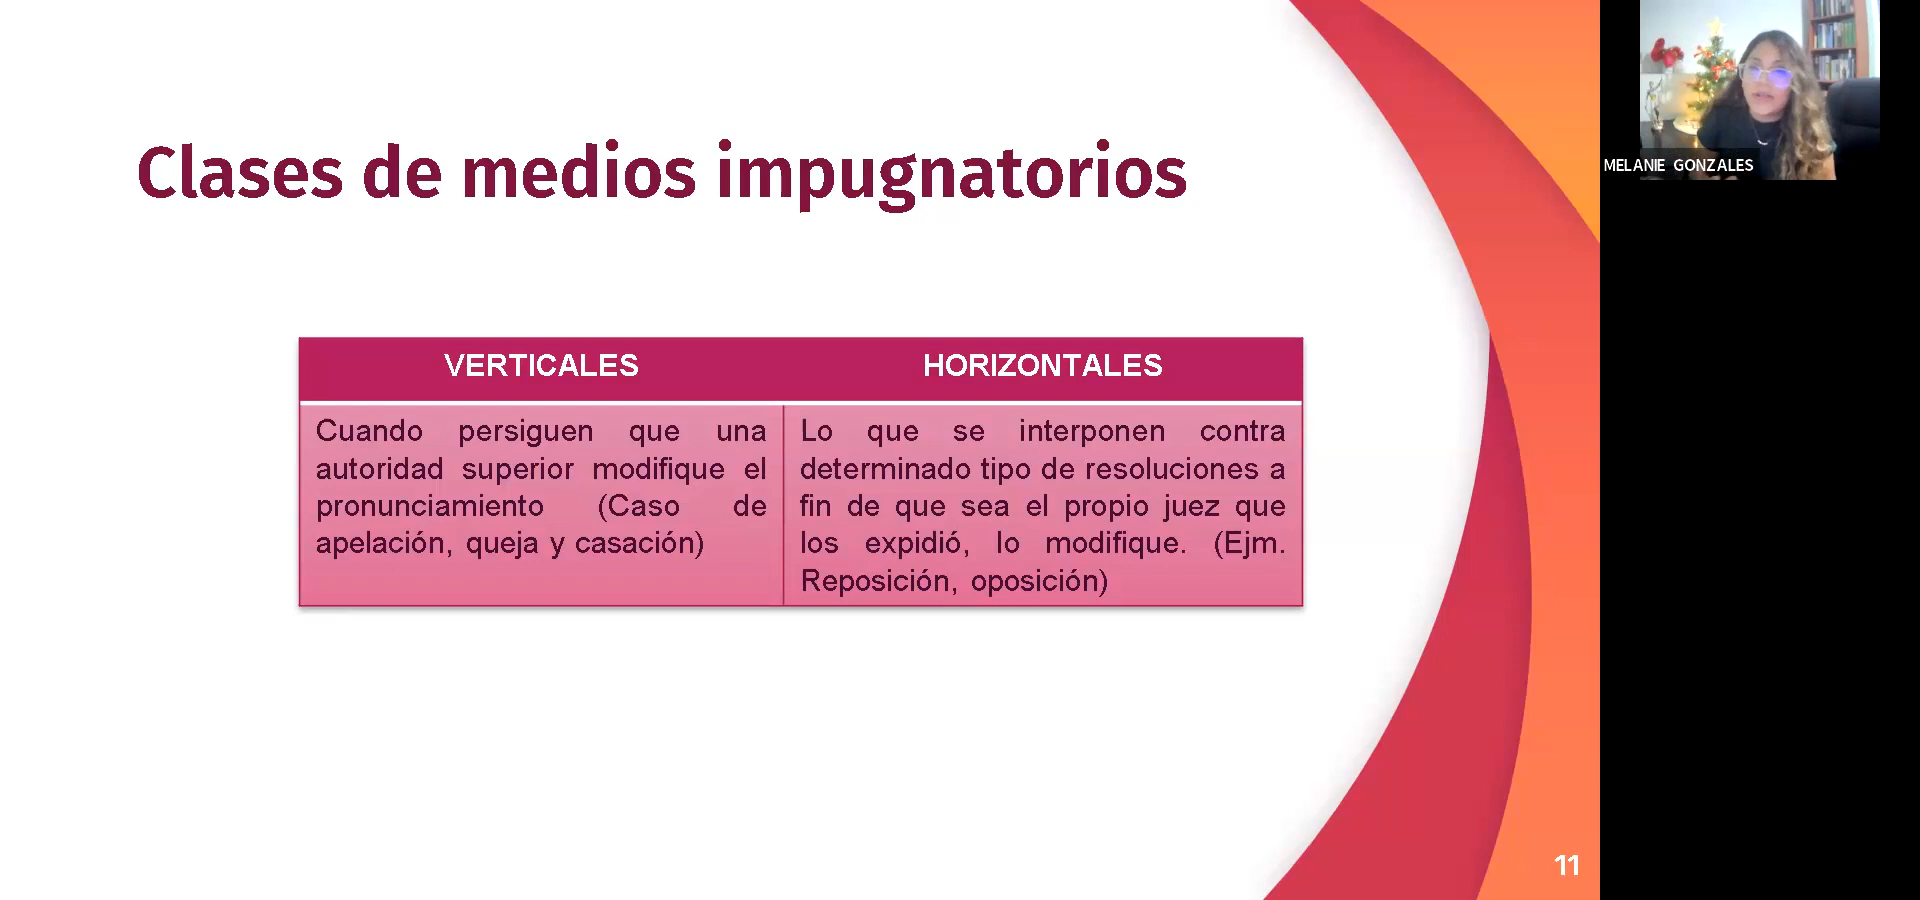 Clases de medios impugnatorios
VERTICALES
Cuando persiguen que una
autoridad superior modifique el
pronunciamiento (Caso de
apelación, queja y casación)
HORIZONTALES
Lo que se interponen contra
determinado tipo de resoluciones a
fin de que sea el propio juez que
los expidió, lo modifique. (Ejm.
Reposición, oposición)
11
MELANIE GONZALES